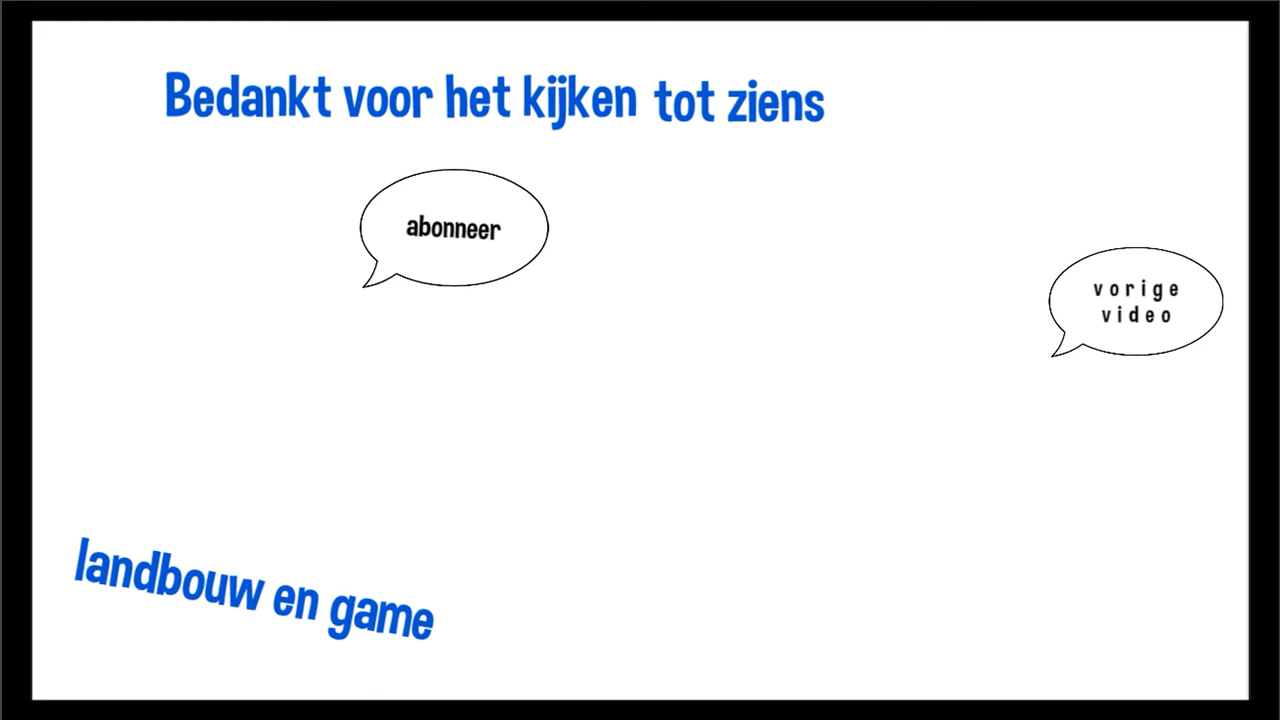 Bedankt voor het kijken tot ziens
abonneer
vorige
video
landbouw en game